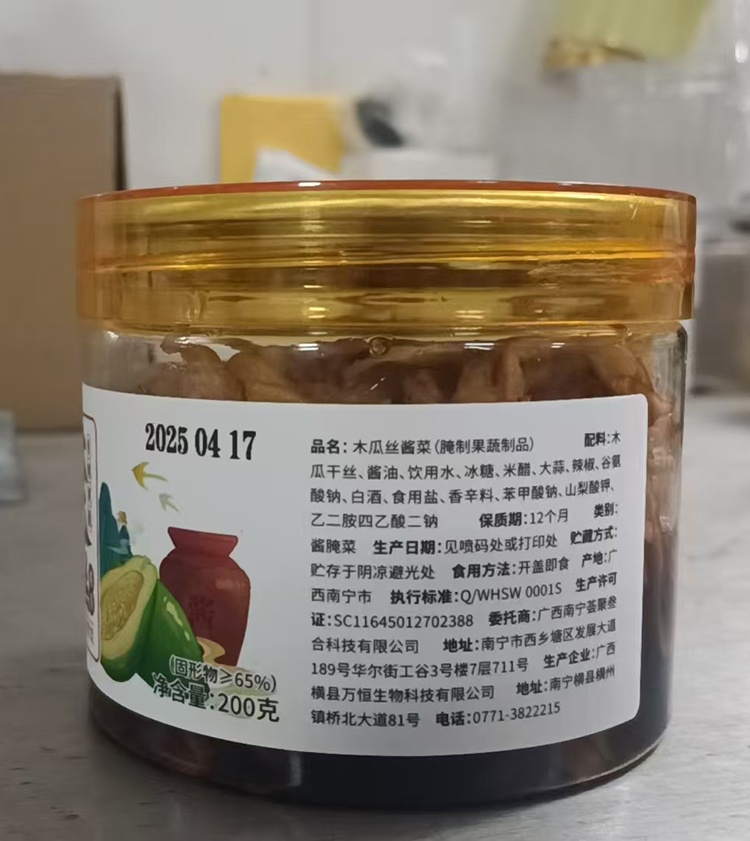 2025 04 17
品名：木瓜丝酱菜(腌制果蔬制品) 配料：木
瓜干丝、酱油、饮用水、冰糖、米醋、大蒜、辣椒、谷氨
酸钠、白酒、食用盐、香辛料、苯甲酸钠、山梨酸钾、
乙二胺四乙酸二钠 保质期：12个月 类别：
酱腌菜 生产日期：见喷码处或打印处 贮藏方式：
贮存于阴凉避光处 食用方法：开盖即食 产地：广
西南宁市 执行标准：Q/WHSW 0001S 生产许可
证：SC11645012702388 委托商：广西南宁荟聚叁
合科技有限公司 地址：南宁市西乡塘区发展大道
189号华尔街工谷3号楼7层711号 生产企业：广西
横县万恒生物科技有限公司 地址：南宁横县横州
镇桥北大道81号 电话：0771-3822215
酱
(固形物≥65%)
净含量：200克